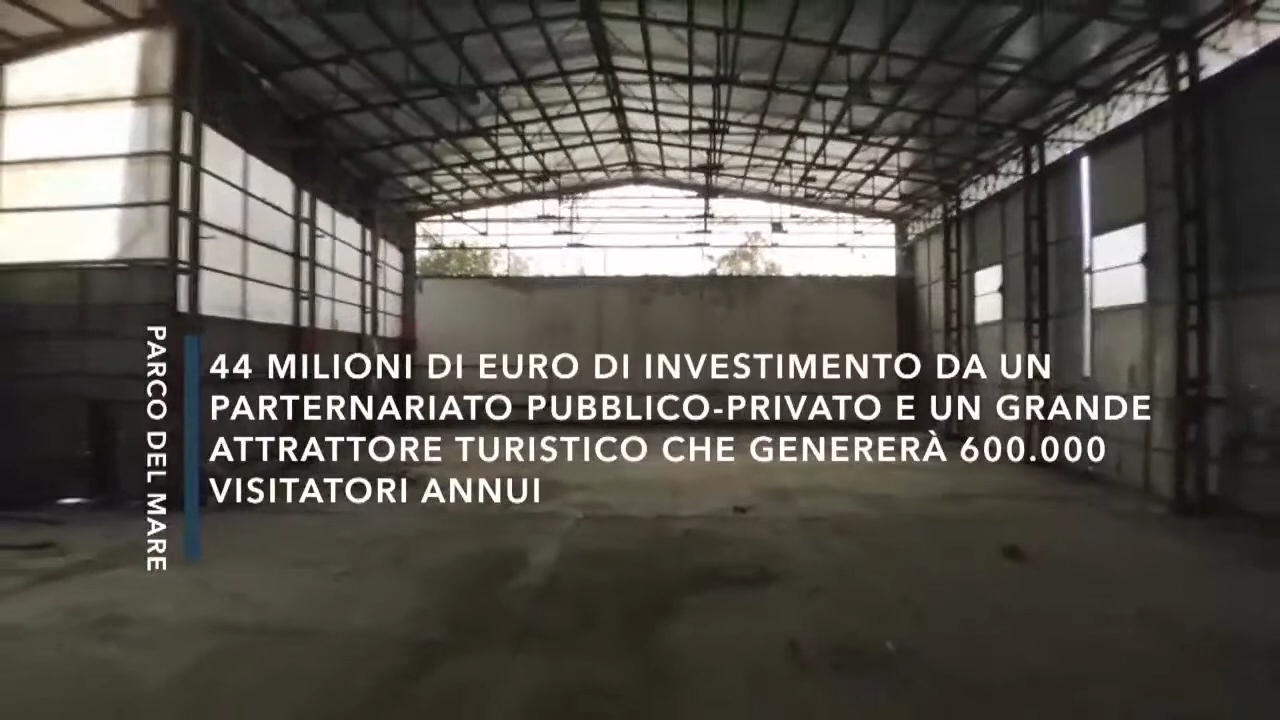 PARCO DEL MARE
44 MILIONI DI EURO DI INVESTIMENTO DA UN
PARTERNARIATO PUBBLICO-PRIVATO E UN GRANDE
ATTRATTORE TURISTICO CHE GENERERÀ 600.000
VISITATORI ANNUI